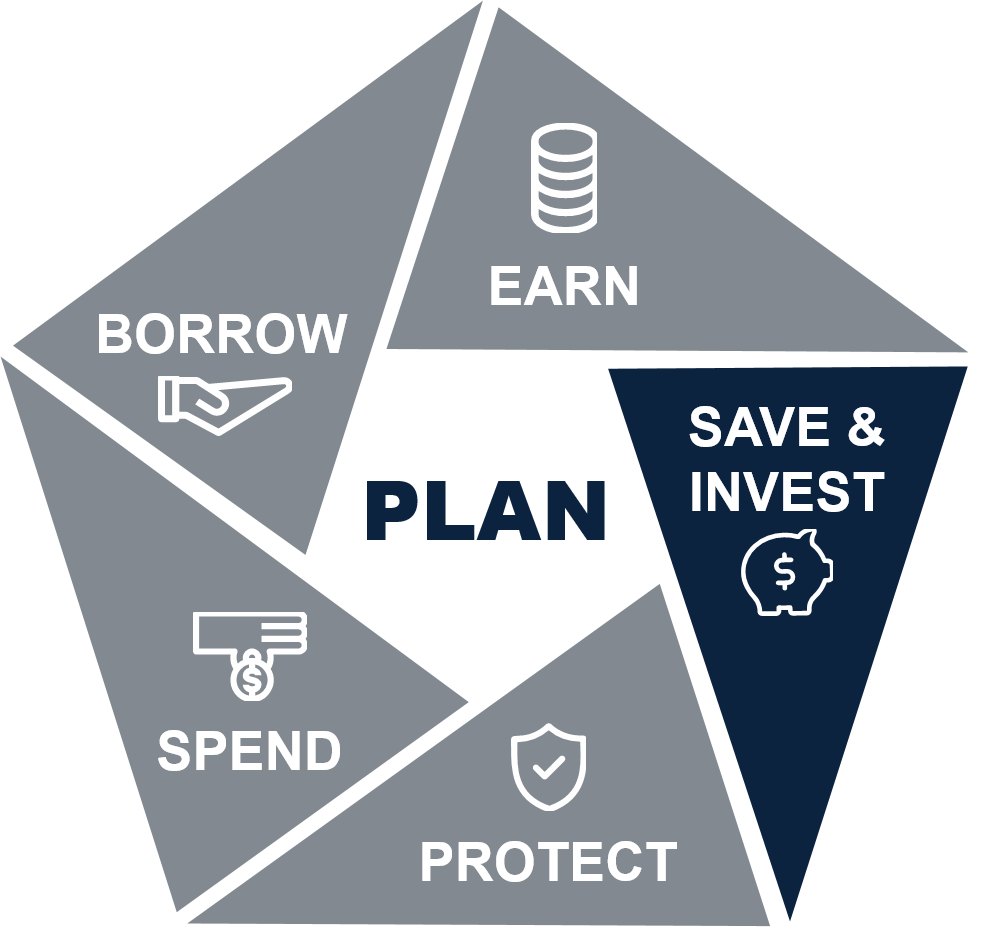 EARN
BORROW
SAVE &
INVEST
$
PLAN
$
SPEND
PROTECT